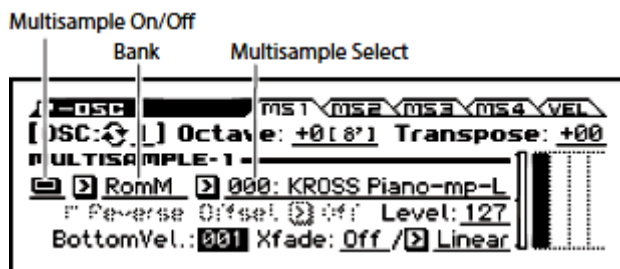 Multisample On/Off
Bank
Multisample Select
P-OSC MS1 MS2 MS3 MS4 VEL
[OSC: 1] Octave: +0[8'] Transpose: +00
MULTISAMPLE-1
RomM 000: KROSS Piano-mp-L
Reverse Offset Off Level: 127
BottomVel.: 001 Xfade: Off / Linear